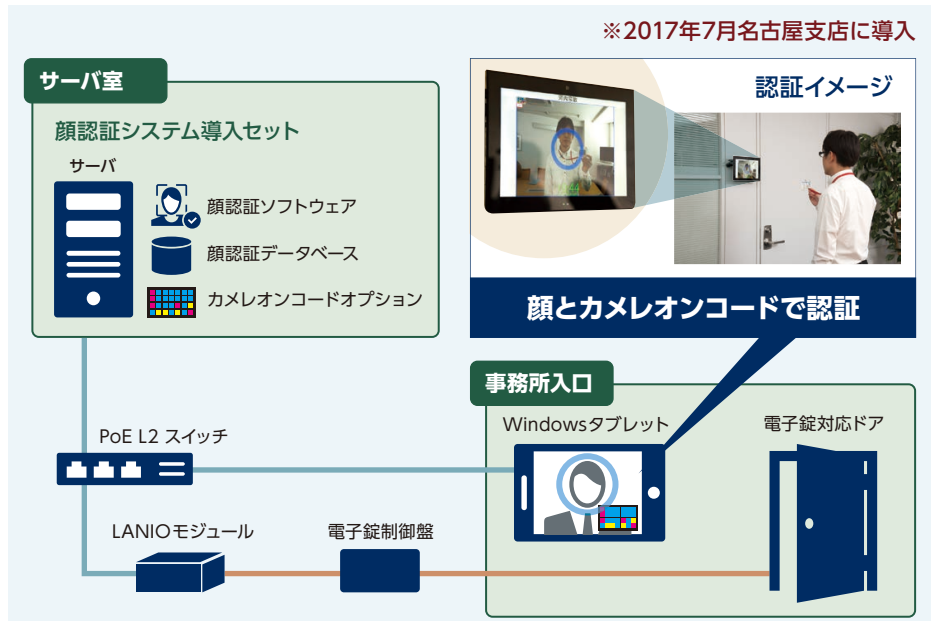 ※2017年7月名古屋支店に導入
サーバ室
顔認証システム導入セット
サーバ
顔認証ソフトウェア
顔認証データベース
カメレオンコードオプション
認証イメージ
顔とカメレオンコードで認証
事務所入口
Windowsタブレット
電子錠対応ドア
PoE L2 スイッチ
LANIOモジュール
電子錠制御盤